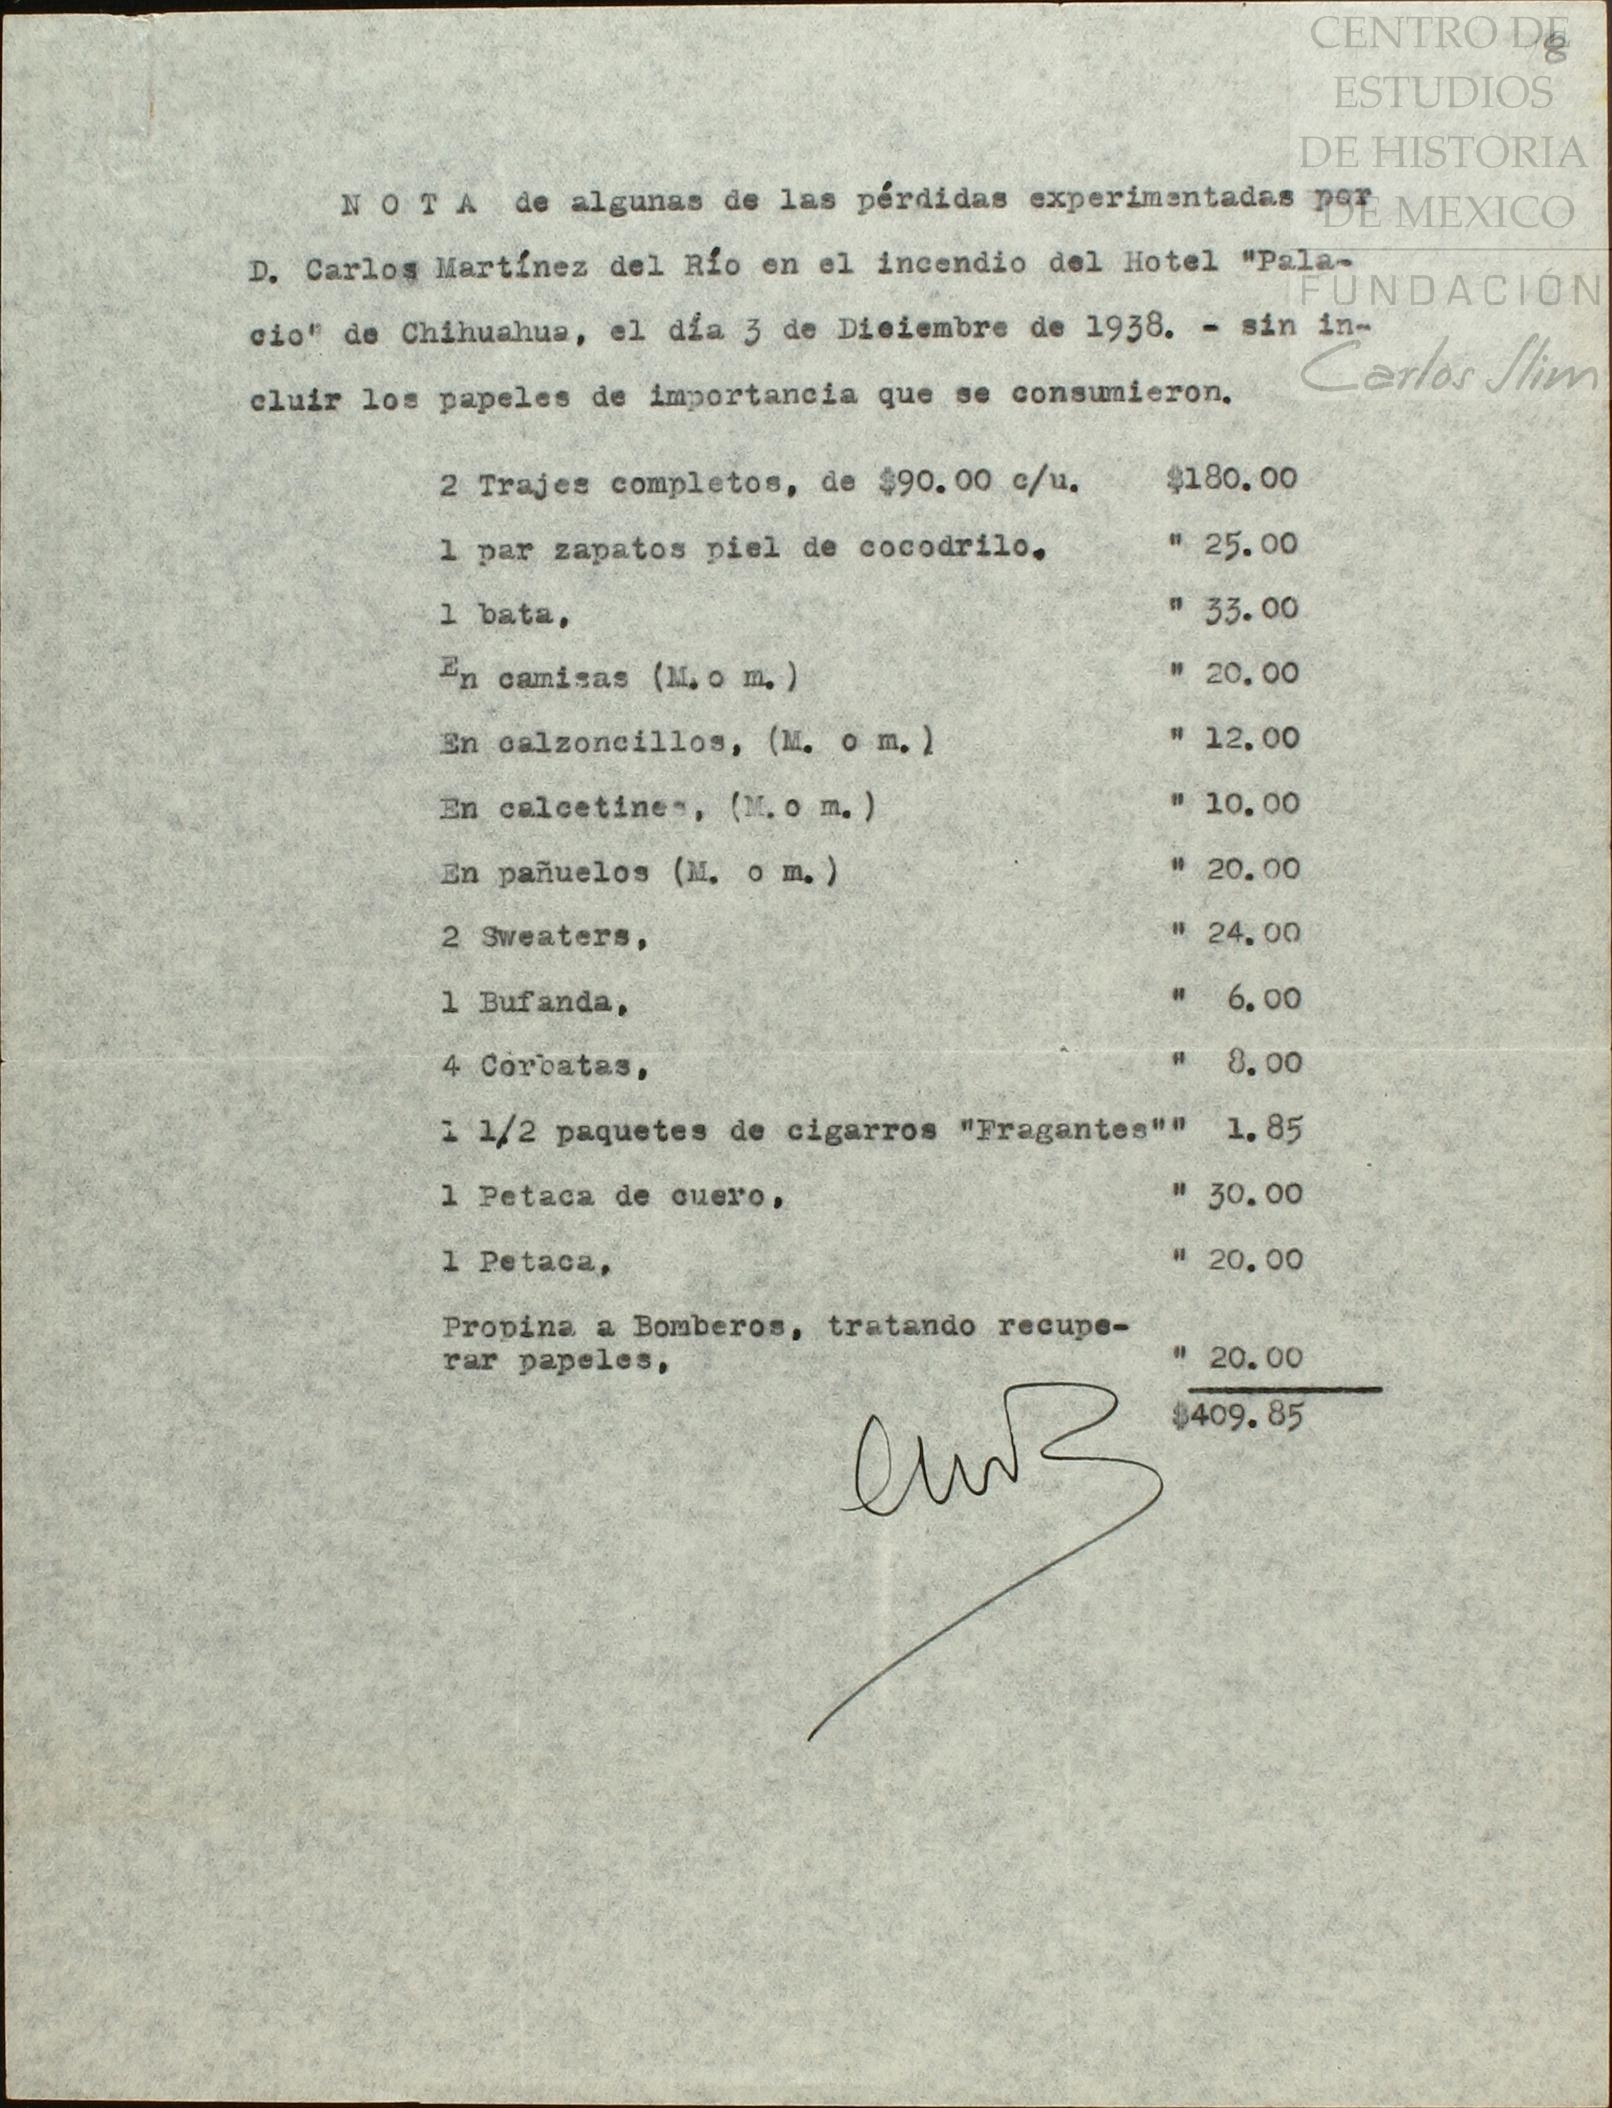 CENTRO DE
ESTUDIOS
DE HISTORIA
DE MEXICO
FUNDACIÓN
Carlos Slim
8
N O T A de algunas de las pérdidas experimentadas por
D. Carlos Martínez del Río en el incendio del Hotel "Pala-
cio" de Chihuahua, el día 3 de Diciembre de 1938. - sin in-
cluir los papeles de importancia que se consumieron.
2 Trajes completos, de $90.00 c/u. $180.00
1 par zapatos piel de cocodrilo. " 25.00
1 bata, " 33.00
En camisas (M. o m.) " 20.00
En calzoncillos, (M. o m.) " 12.00
En calcetines, (M. o m.) " 10.00
En pañuelos (M. o m.) " 20.00
2 Sweaters, " 24.00
1 Bufanda, " 6.00
4 Corbatas, " 8.00
1 1/2 paquetes de cigarros "Fragantes"" 1.85
1 Petaca de cuero, " 30.00
1 Petaca, " 20.00
Propina a Bomberos, tratando recupe-
rar papeles, " 20.00
$409.85